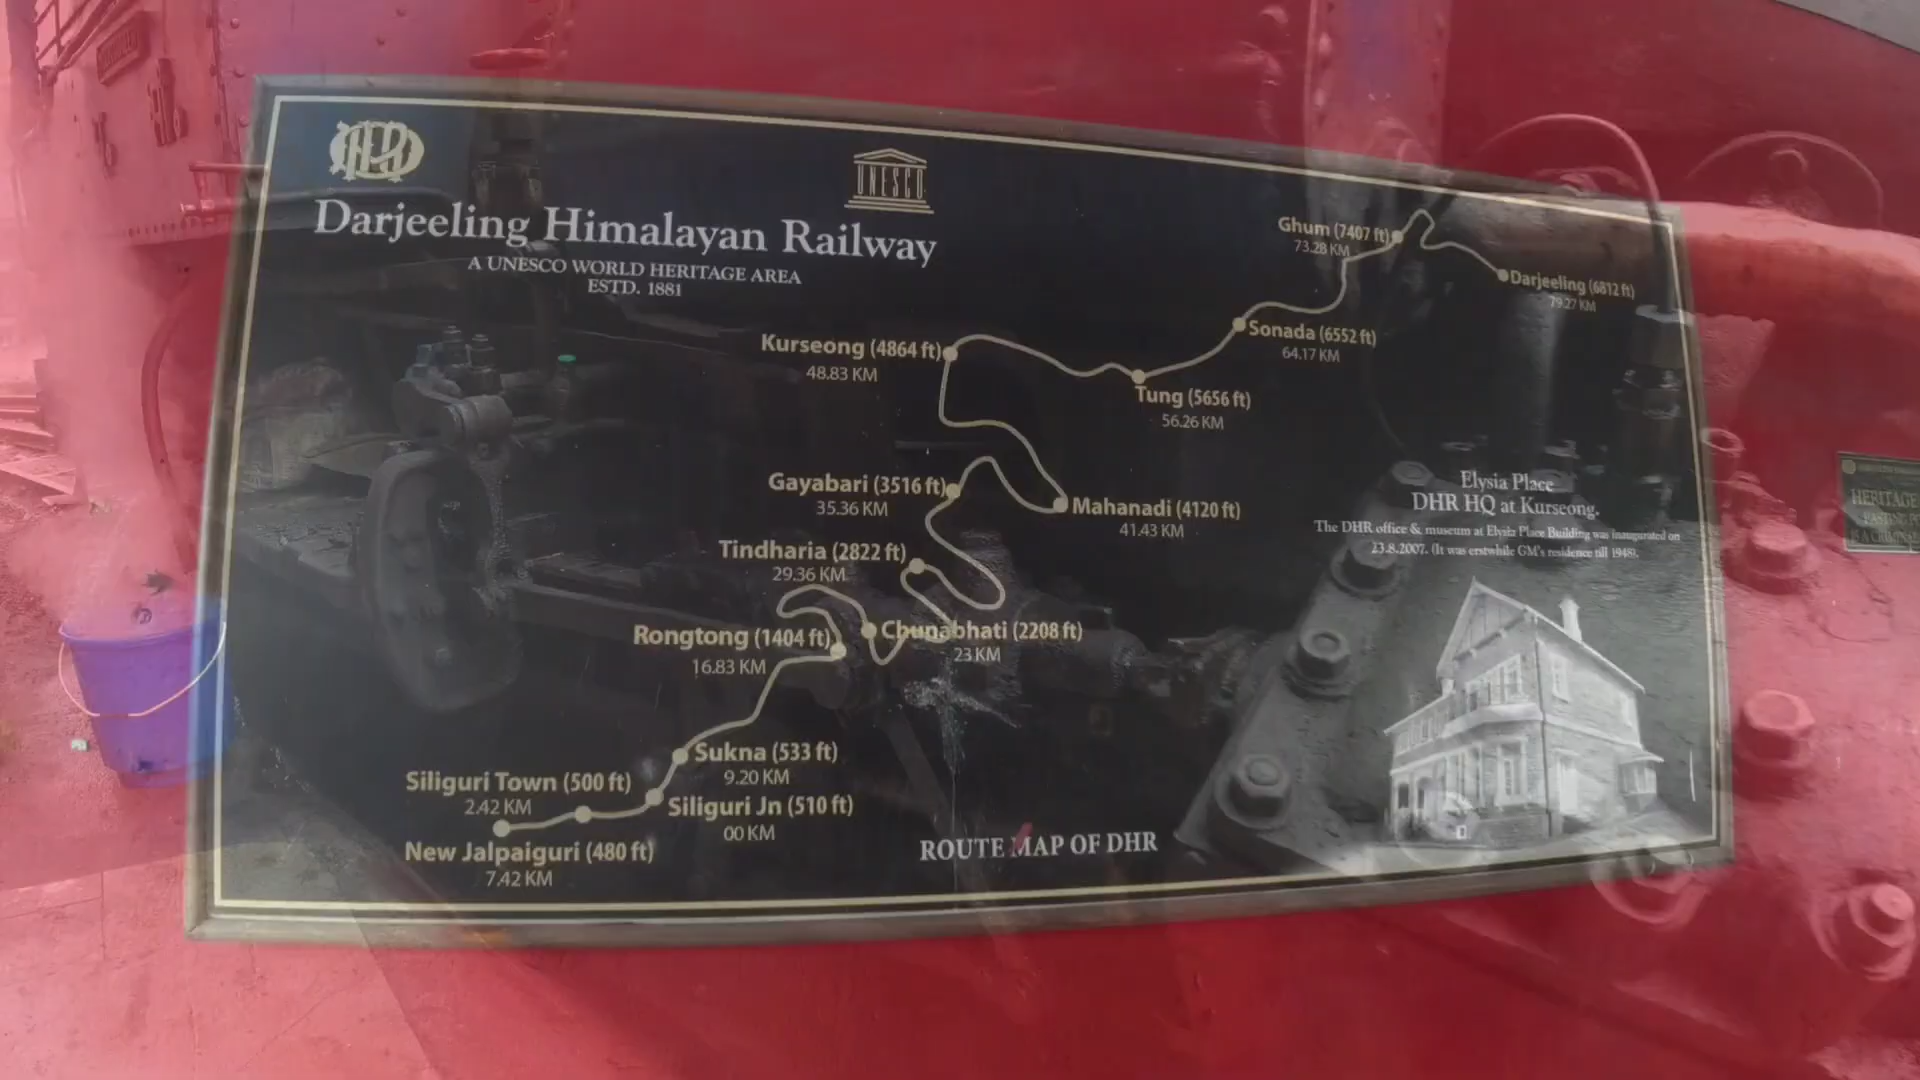 DHR
UNESCO
Darjeeling Himalayan Railway
A UNESCO WORLD HERITAGE AREA
ESTD. 1881
Ghum (7407 ft)
73.28 KM
Darjeeling (6812 ft)
79.27 KM
Sonada (6552 ft)
64.17 KM
Kurseong (4864 ft)
48.83 KM
Tung (5656 ft)
56.26 KM
Gayabari (3516 ft)
35.36 KM
Mahanadi (4120 ft)
41.43 KM
Tindharia (2822 ft)
29.36 KM
Rongtong (1404 ft)
16.83 KM
Chunabhati (2208 ft)
23 KM
Sukna (533 ft)
9.20 KM
Siliguri Town (500 ft)
2.42 KM
Siliguri Jn (510 ft)
00 KM
New Jalpaiguri (480 ft)
7.42 KM
ROUTE MAP OF DHR
Elysia Place
DHR HQ at Kurseong.
The DHR office & museum at Elysia Place Building was inaugurated on
23.8.2007. (It was erstwhile GM's residence till 1948).
HERITAGE
IS A CRIMINAL